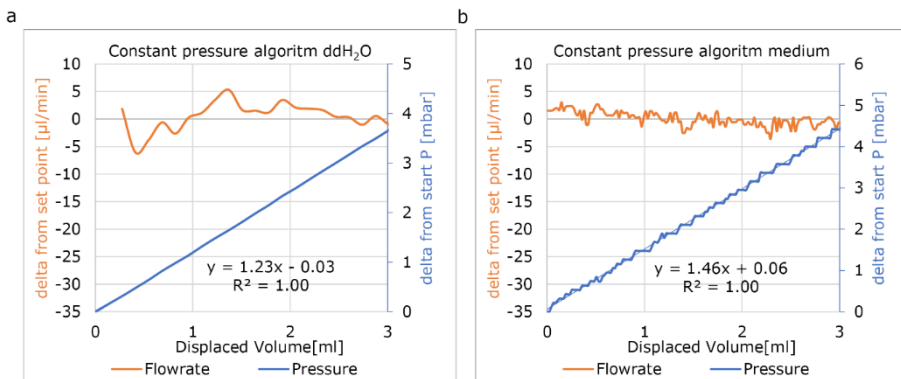 a
Constant pressure algoritm ddH₂O
delta from set point [µl/min]
10
5
0
-5
-10
-15
-20
-25
-30
-35
5
4
3
2
1
0
delta from start P [mbar]
y = 1.23x - 0.03
R² = 1.00
0 1 2 3
Displaced Volume[ml]
Flowrate Pressure
b
Constant pressure algoritm medium
delta from set point [µl/min]
10
5
0
-5
-10
-15
-20
-25
-30
-35
6
5
4
3
2
1
0
delta from start P [mbar]
y = 1.46x + 0.06
R² = 1.00
0 1 2 3
Displaced Volume[ml]
Flowrate Pressure